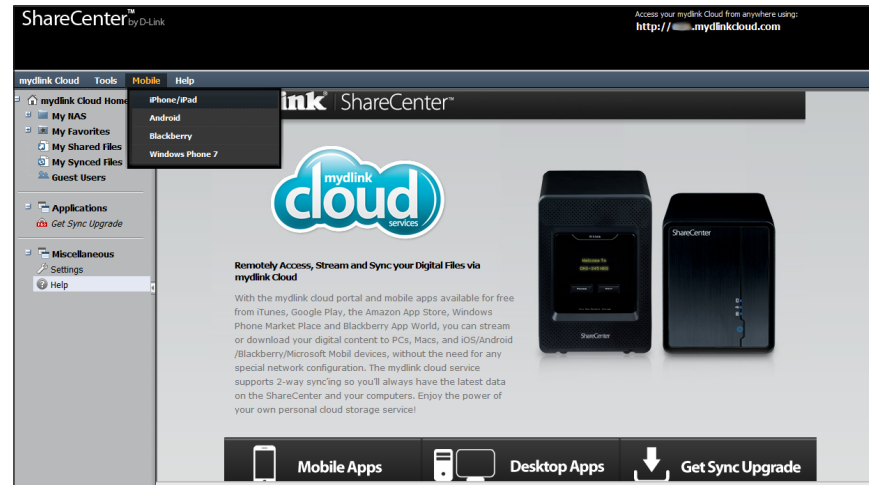 ShareCenter™ by D-Link
Access your mydlink Cloud from anywhere using:
http:// .mydlinkcloud.com
mydlink Cloud Tools Mobile Help
iPhone/iPad
Android
Blackberry
Windows Phone 7
mydlink Cloud Home
My NAS
My Favorites
My Shared Files
My Synced Files
Guest Users
Applications
Get Sync Upgrade
Miscellaneous
Settings
Help
ink® ShareCenter™
mydlink
cloud
services
ShareCenter
ShareCenter
Remotely Access, Stream and Sync your Digital Files via
mydlink Cloud
With the mydlink cloud portal and mobile apps available for free
from iTunes, Google Play, the Amazon App Store, Windows
Phone Market Place and Blackberry App World, you can stream
or download your digital content to PCs, Macs, and iOS/Android
/Blackberry/Microsoft Mobil devices, without the need for any
special network configuration. The mydlink cloud service
supports 2-way sync'ing so you'll always have the latest data
on the ShareCenter and your computers. Enjoy the power of
your own personal cloud storage service!
Mobile Apps Desktop Apps Get Sync Upgrade